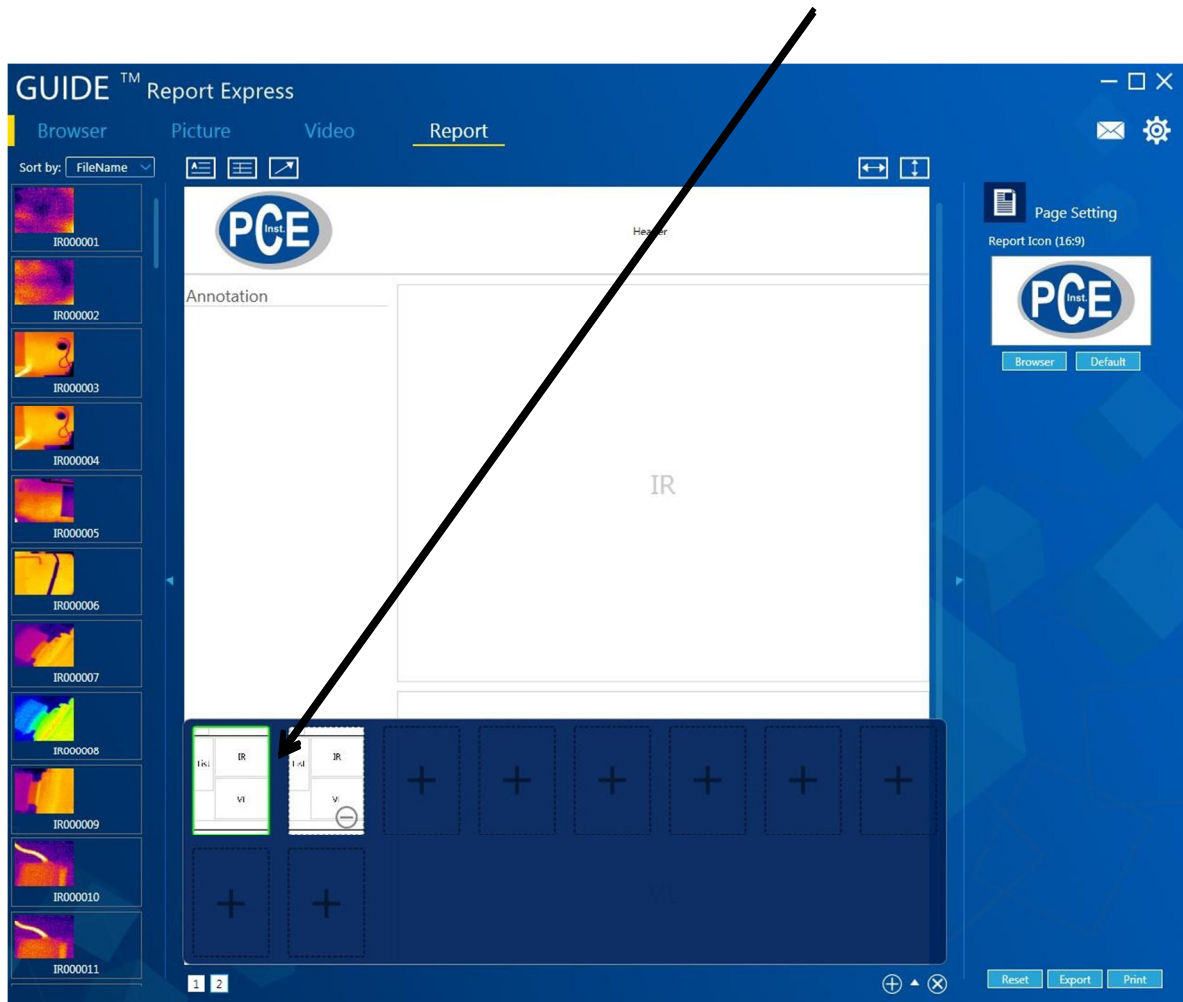 GUIDE ™ Report Express
Browser Picture Video Report
Sort by: FileName
IR000001
IR000002
IR000003
IR000004
IR000005
IR000006
IR000007
IR000008
IR000009
IR000010
IR000011
PCE
Inst.
Header
Annotation
IR
IR
VI
IR
VI
VI
1 2
Page Setting
Report Icon (16:9)
PCE
Inst.
Browser Default
Reset Export Print